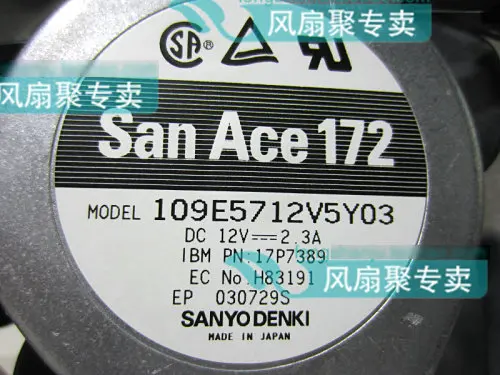 风扇聚专卖
SA®
风扇聚专卖
San Ace 172
MODEL 109E5712V5Y03
DC 12V⎓2.3A
IBM PN:17P7389
EC No.H83191
风扇聚专卖
EP 030729S
SANYO DENKI
MADE IN JAPAN